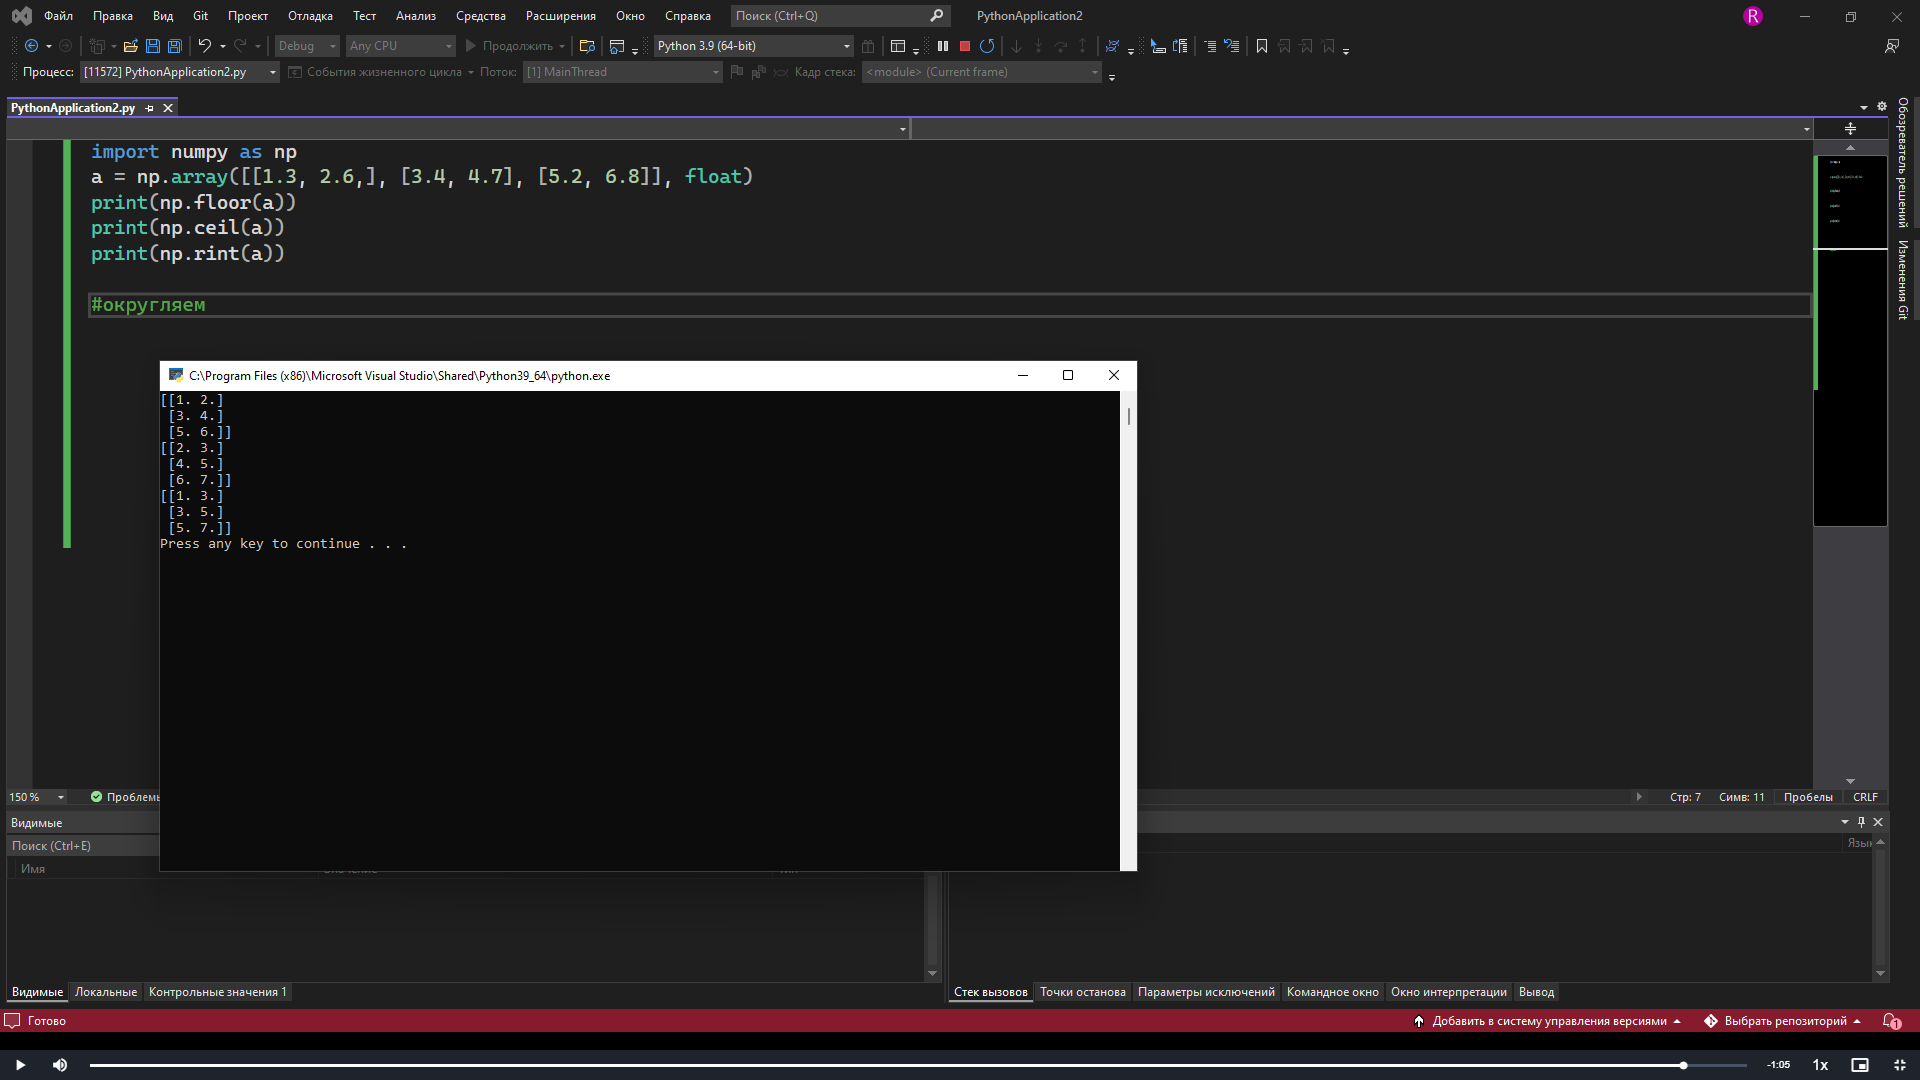 Файл Правка Вид Git Проект Отладка Тест Анализ Средства Расширения Окно Справка Поиск (Ctrl+Q) PythonApplication2 R
Debug Any CPU Продолжить Python 3.9 (64-bit)
Процесс: [11572] PythonApplication2.py События жизненного цикла Поток: [1] MainThread Кадр стека: <module> (Current frame)
PythonApplication2.py
import numpy as np
a = np.array([[1.3, 2.6,], [3.4, 4.7], [5.2, 6.8]], float)
print(np.floor(a))
print(np.ceil(a))
print(np.rint(a))
#округляем
Обозреватель решений
Изменения Git
C:\Program Files (x86)\Microsoft Visual Studio\Shared\Python39_64\python.exe
[[1. 2.]
[3. 4.]
[5. 6.]]
[[2. 3.]
[4. 5.]
[6. 7.]]
[[1. 3.]
[3. 5.]
[5. 7.]]
Press any key to continue . . .
150 % Стр: 7 Симв: 11 Пробелы CRLF
Видимые
Поиск (Ctrl+E)
Имя
Видимые Локальные Контрольные значения 1
Стек вызовов Точки останова Параметры исключений Командное окно Окно интерпретации Вывод
Готово Добавить в систему управления версиями Выбрать репозиторий 1
-1:05 1x